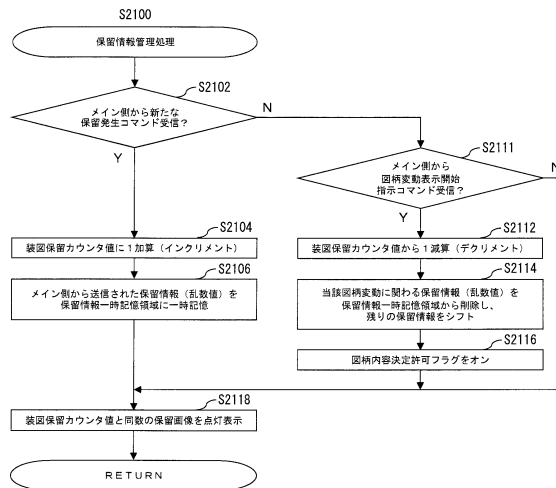 S2100
保留情報管理処理
S2102
メイン側から新たな
保留発生コマンド受信？
N
Y
S2111
メイン側から
図柄変動表示開始
指示コマンド受信？
N
Y
S2104
装図保留カウンタ値に１加算（インクリメント）
S2106
メイン側から送信された保留情報（乱数値）を
保留情報一時記憶領域に一時記憶
S2112
装図保留カウンタ値から１減算（デクリメント）
S2114
当該図柄変動に関わる保留情報（乱数値）を
保留情報一時記憶領域から削除し、
残りの保留情報をシフト
S2116
図柄内容決定許可フラグをオン
S2118
装図保留カウンタ値と同数の保留画像を点灯表示
ＲＥＴＵＲＮ